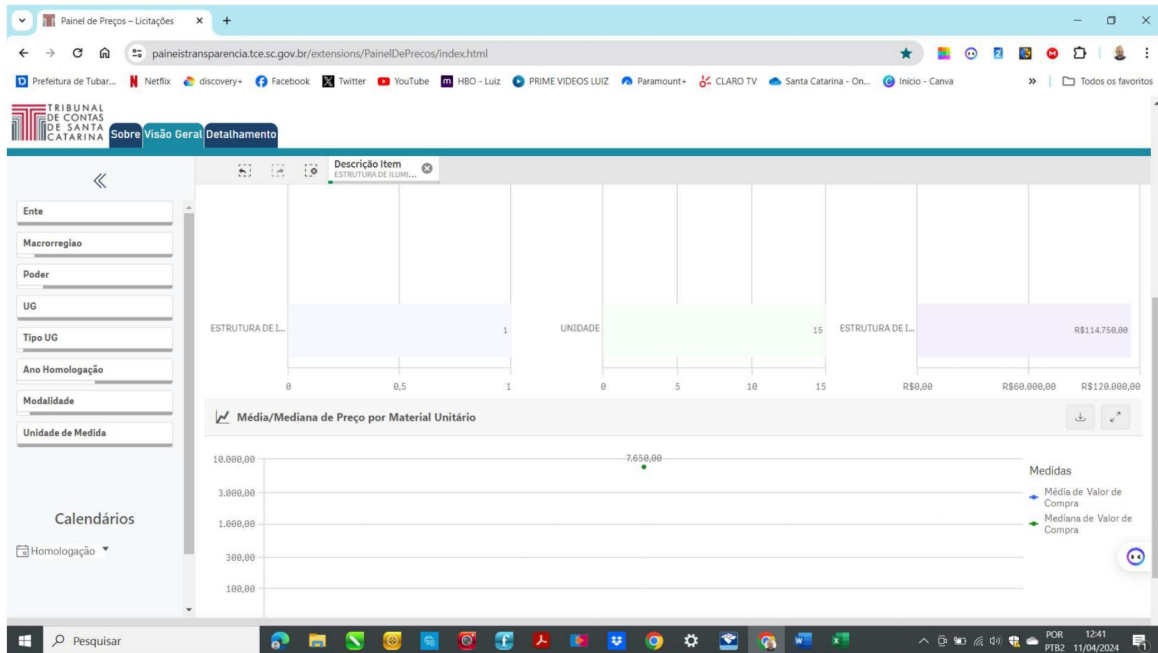 Painel de Preços – Licitações
paineistransparencia.tce.sc.gov.br/extensions/PainelDePrecos/index.html
Prefeitura de Tubar... Netflix discovery+ Facebook Twitter YouTube HBO - Luiz PRIME VIDEOS LUIZ Paramount+ CLARO TV Santa Catarina - On... Início - Canva » Todos os favoritos
TRIBUNAL
DE CONTAS
DE SANTA
CATARINA
Sobre Visão Geral Detalhamento
Descrição Item
ESTRUTURA DE ILUMI...
Ente
Macrorregiao
Poder
UG
Tipo UG
Ano Homologação
Modalidade
Unidade de Medida
Calendários
Homologação
ESTRUTURA DE I... 1 UNIDADE 15 ESTRUTURA DE I... R$114.750,00
0 0,5 1 0 5 10 15 R$0,00 R$60.000,00 R$120.000,00
Média/Mediana de Preço por Material Unitário
10.000,00
7.650,00
3.000,00
1.000,00
300,00
100,00
Medidas
Média de Valor de
Compra
Mediana de Valor de
Compra
Pesquisar
POR 12:41
PTB2 11/04/2024